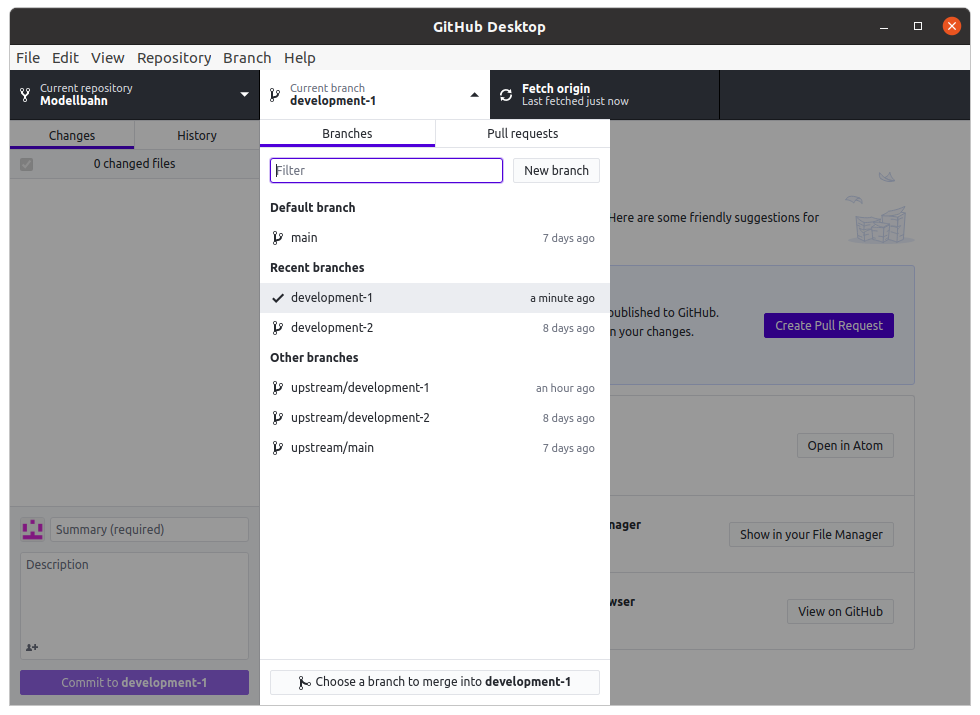 GitHub Desktop
File Edit View Repository Branch Help
Current repository
Modellbahn
Current branch
development-1
Fetch origin
Last fetched just now
Changes History
0 changed files
Branches Pull requests
Filter New branch
Default branch
main 7 days ago
Recent branches
development-1 a minute ago
development-2 8 days ago
Other branches
upstream/development-1 an hour ago
upstream/development-2 8 days ago
upstream/main 7 days ago
Choose a branch to merge into development-1
Here are some friendly suggestions for
published to GitHub.
your changes.
Create Pull Request
Open in Atom
Show in your File Manager
View on GitHub
Summary (required)
Description
Commit to development-1